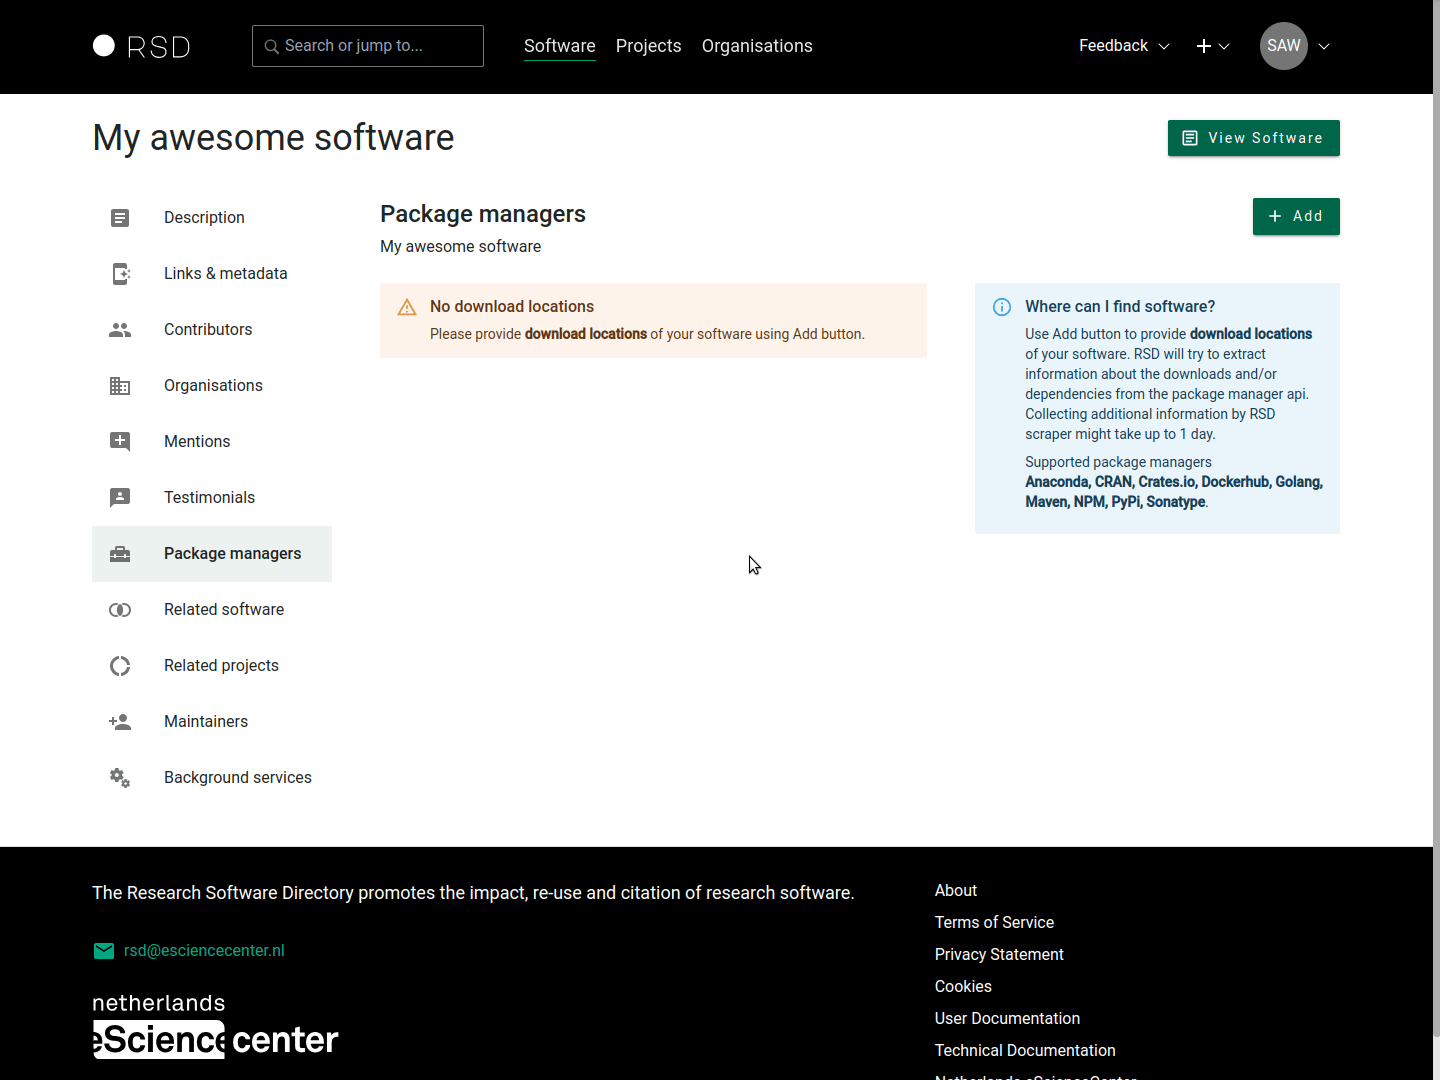 RSD
Search or jump to...
Software
Projects
Organisations
Feedback
SAW
My awesome software
View Software
Description
Links & metadata
Contributors
Organisations
Mentions
Testimonials
Package managers
Related software
Related projects
Maintainers
Background services
Package managers
My awesome software
Add
No download locations
Please provide download locations of your software using Add button.
Where can I find software?
Use Add button to provide download locations
of your software. RSD will try to extract
information about the downloads and/or
dependencies from the package manager api.
Collecting additional information by RSD
scraper might take up to 1 day.
Supported package managers
Anaconda, CRAN, Crates.io, Dockerhub, Golang,
Maven, NPM, PyPi, Sonatype.
The Research Software Directory promotes the impact, re-use and citation of research software.
rsd@esciencecenter.nl
netherlands
eScience center
About
Terms of Service
Privacy Statement
Cookies
User Documentation
Technical Documentation
Netherlands eScienceCenter